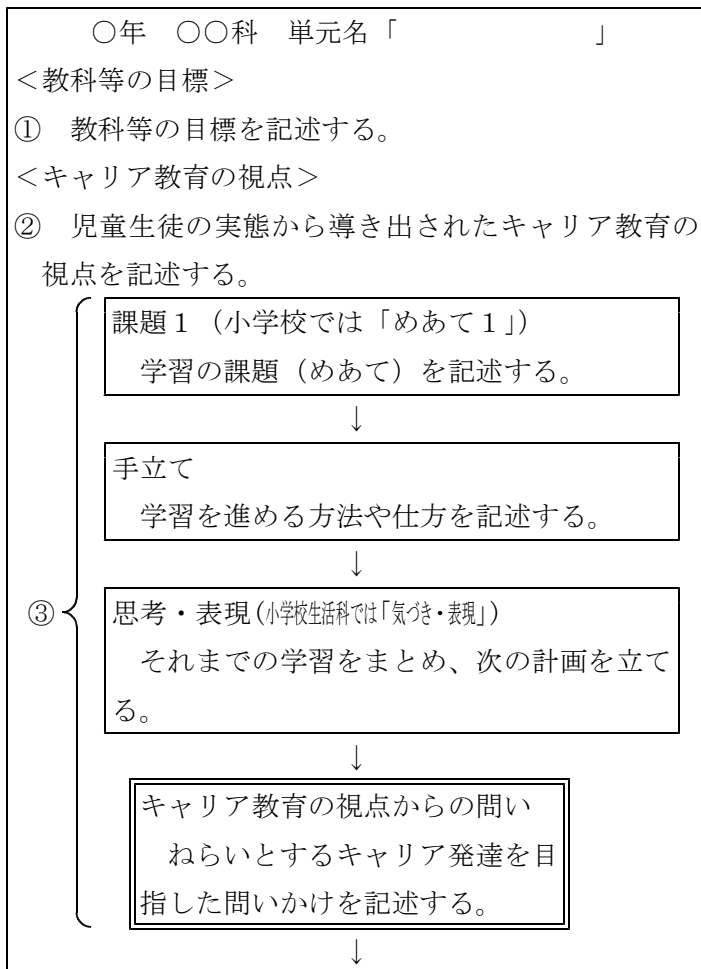 ○年　○○科　単元名「　　　　　　　」
＜教科等の目標＞
①　教科等の目標を記述する。
＜キャリア教育の視点＞
②　児童生徒の実態から導き出されたキャリア教育の
視点を記述する。
課題１（小学校では「めあて１」）
学習の課題（めあて）を記述する。
↓
手立て
学習を進める方法や仕方を記述する。
↓
③
思考・表現(小学校生活科では「気づき・表現」)
それまでの学習をまとめ、次の計画を立て
る。
↓
キャリア教育の視点からの問い
ねらいとするキャリア発達を目
指した問いかけを記述する。
↓